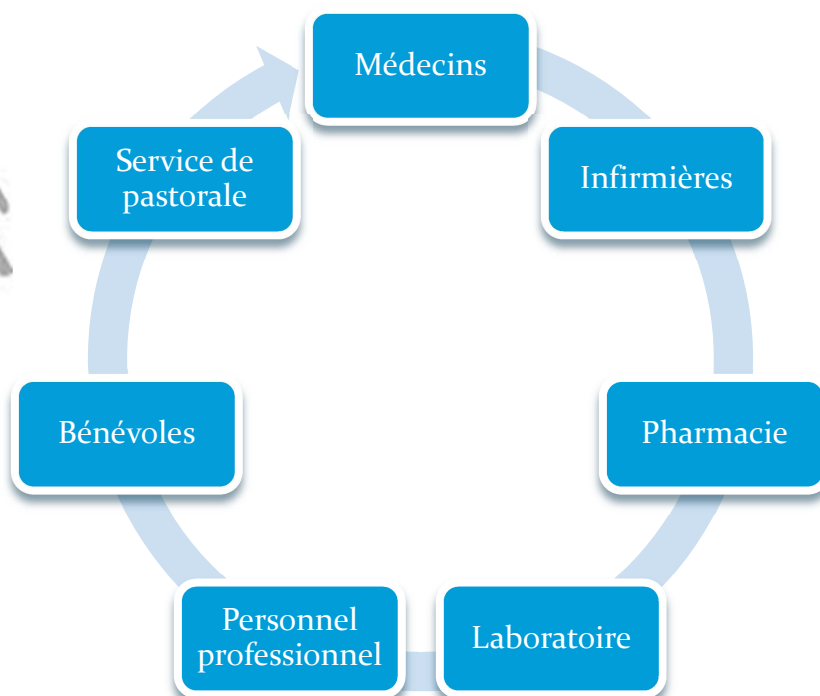 Médecins
Infirmières
Pharmacie
Laboratoire
Personnel
professionnel
Bénévoles
Service de
pastorale